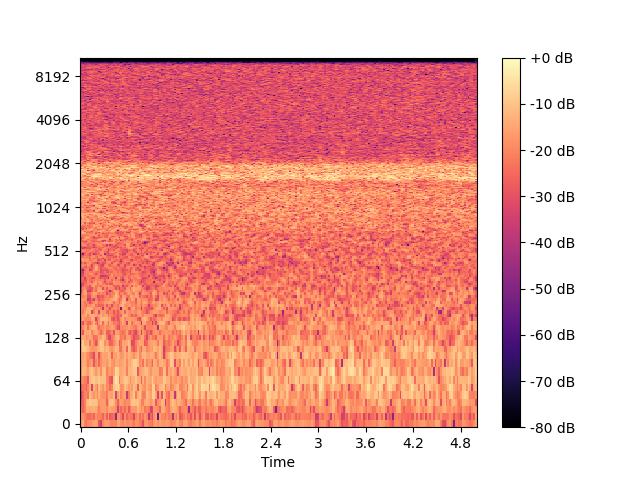 8192
4096
2048
1024
512
256
128
64
0
Hz
0 0.6 1.2 1.8 2.4 3 3.6 4.2 4.8
Time
+0 dB
-10 dB
-20 dB
-30 dB
-40 dB
-50 dB
-60 dB
-70 dB
-80 dB